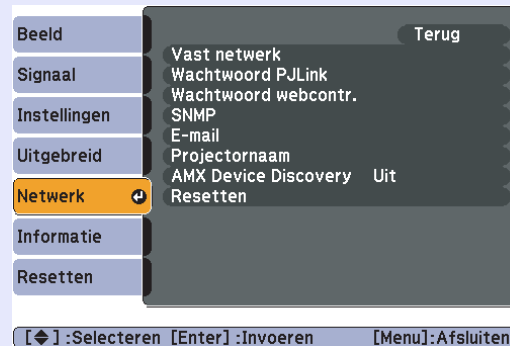 Beeld
Signaal
Instellingen
Uitgebreid
Netwerk
Informatie
Resetten
Terug
Vast netwerk
Wachtwoord PJLink
Wachtwoord webcontr.
SNMP
E-mail
Projectornaam
AMX Device Discovery Uit
Resetten
[◆] :Selecteren [Enter] :Invoeren [Menu]:Afsluiten